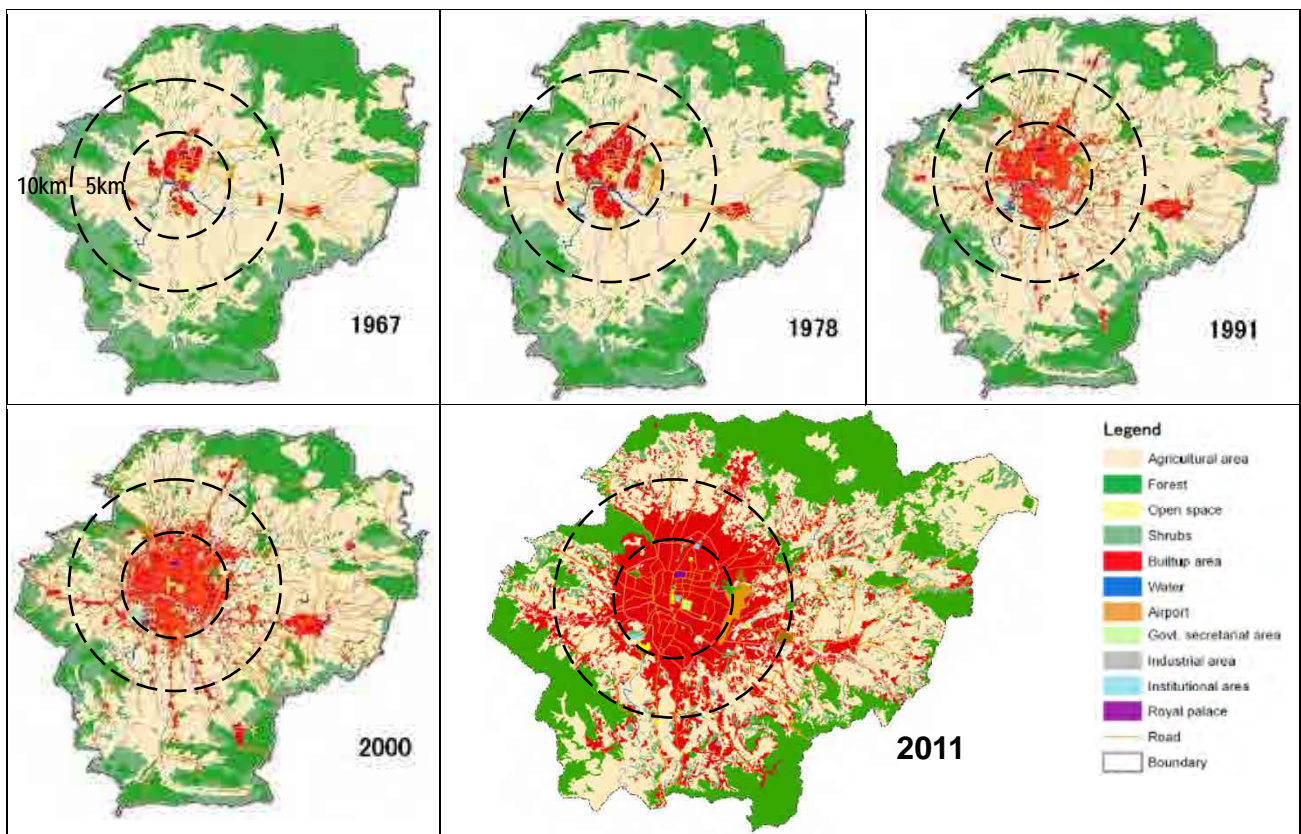 10km 5km
1967
1978
1991
2000
2011
Legend
Agricultural area
Forest
Open space
Shrubs
Builtup area
Water
Airport
Govt. secretarial area
Industrial area
Institutional area
Royal palace
Road
Boundary